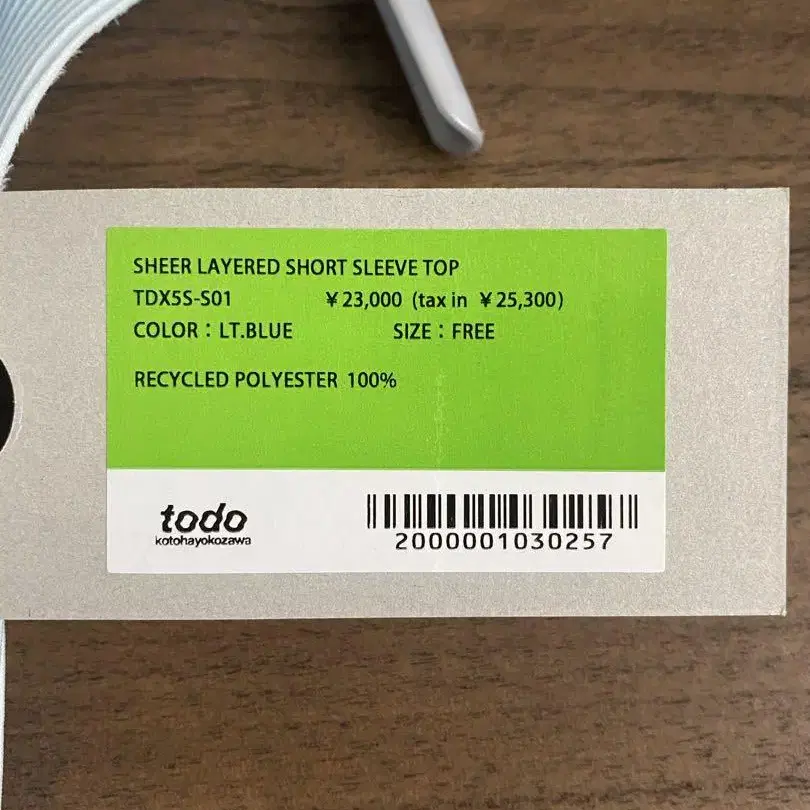 SHEER LAYERED SHORT SLEEVE TOP
TDX5S-S01 ￥23,000 (tax in ￥25,300)
COLOR：LT.BLUE SIZE：FREE
RECYCLED POLYESTER 100%
todo
kotohayokozawa
2000001030257